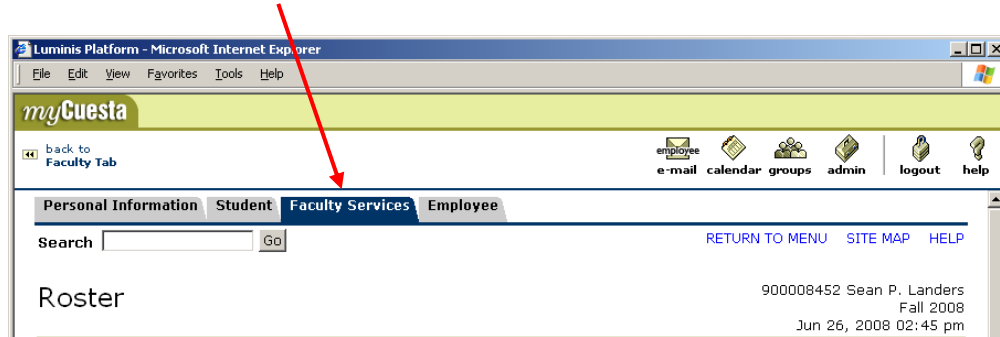 Luminis Platform - Microsoft Internet Explorer
File Edit View Favorites Tools Help
myCuesta
back to
Faculty Tab
employee
e-mail calendar groups admin logout help
Personal Information Student Faculty Services Employee
Search Go RETURN TO MENU SITE MAP HELP
Roster
900008452 Sean P. Landers
Fall 2008
Jun 26, 2008 02:45 pm